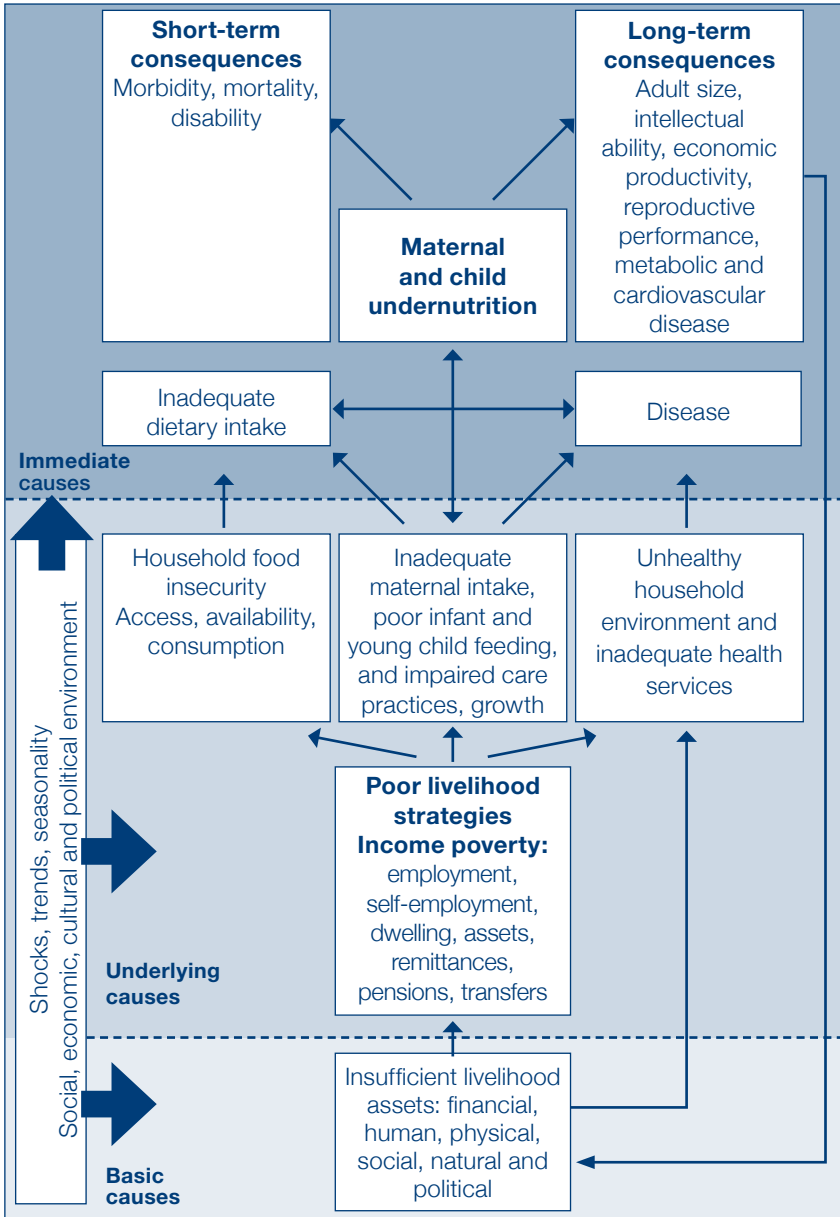 Short-term
consequences
Morbidity, mortality,
disability
Long-term
consequences
Adult size,
intellectual
ability, economic
productivity,
reproductive
performance,
metabolic and
cardiovascular
disease
Maternal
and child
undernutrition
Inadequate
dietary intake
Disease
Immediate
causes
Household food
insecurity
Access, availability,
consumption
Inadequate
maternal intake,
poor infant and
young child feeding,
and impaired care
practices, growth
Unhealthy
household
environment and
inadequate health
services
Shocks, trends, seasonality
Social, economic, cultural and political environment
Poor livelihood
strategies
Income poverty:
employment,
self-employment,
dwelling, assets,
remittances,
pensions, transfers
Underlying
causes
Insufficient livelihood
assets: financial,
human, physical,
social, natural and
political
Basic
causes